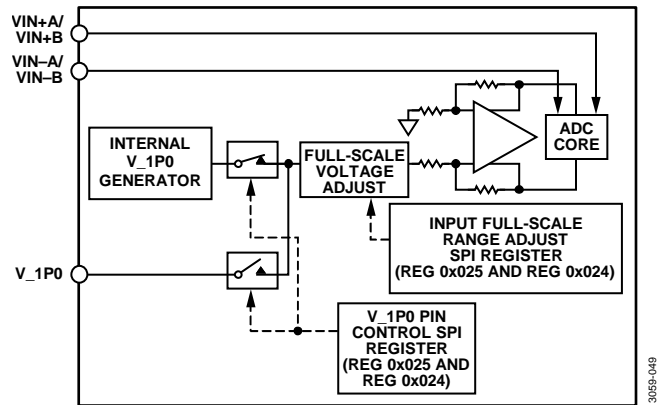 VIN+A/
VIN+B
VIN–A/
VIN–B
INTERNAL
V_1P0
GENERATOR
FULL-SCALE
VOLTAGE
ADJUST
ADC
CORE
INPUT FULL-SCALE
RANGE ADJUST
SPI REGISTER
(REG 0x025 AND REG 0x024)
V_1P0
V_1P0 PIN
CONTROL SPI
REGISTER
(REG 0x025 AND
REG 0x024)
3059-049